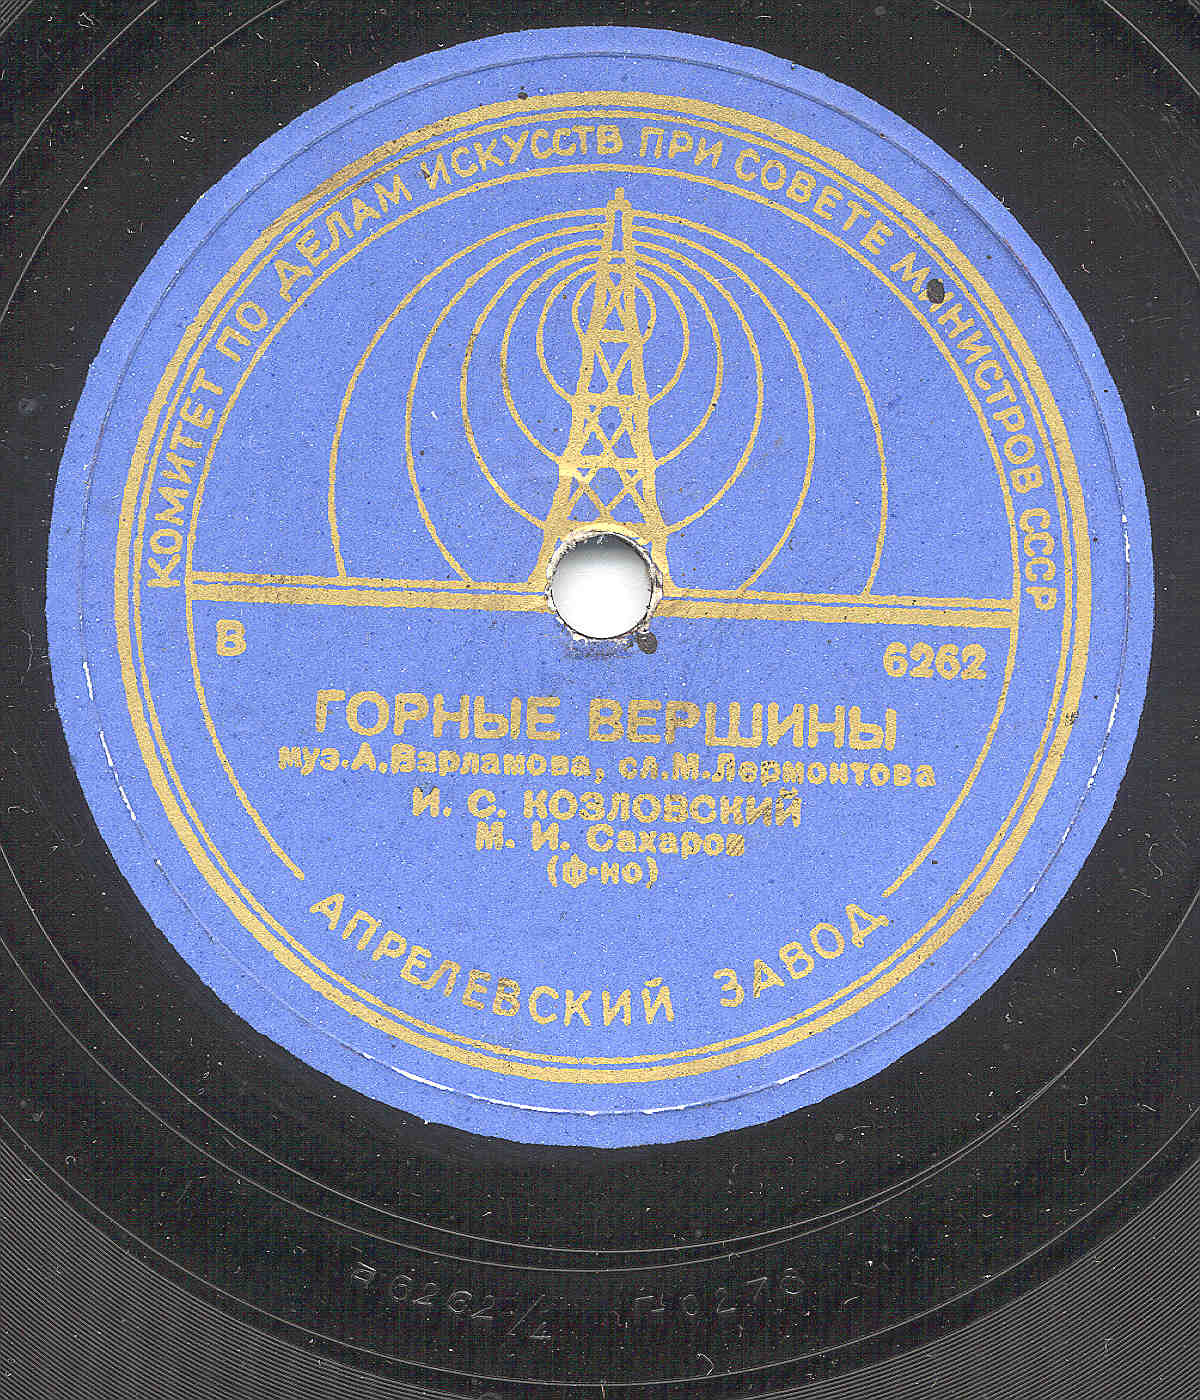 КОМИТЕТ ПО ДЕЛАМ ИСКУССТВ ПРИ СОВЕТЕ МИНИСТРОВ СССР
В 6262
ГОРНЫЕ ВЕРШИНЫ
муз.А.Варламова, сл.М.Лермонтова
И. С. КОЗЛОВСКИЙ
М. И. Сахаров
(ф-но)
АПРЕЛЕВСКИЙ ЗАВОД
6262/